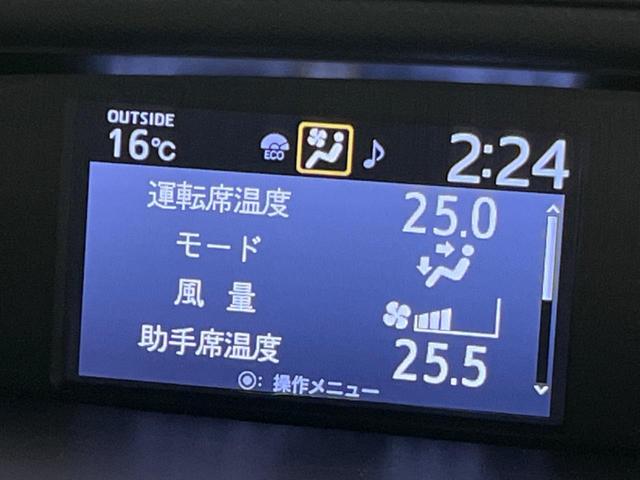 OUTSIDE
16℃ ECO 2:24
運転席温度 25.0
モード
風量
助手席温度 25.5
◉: 操作メニュー